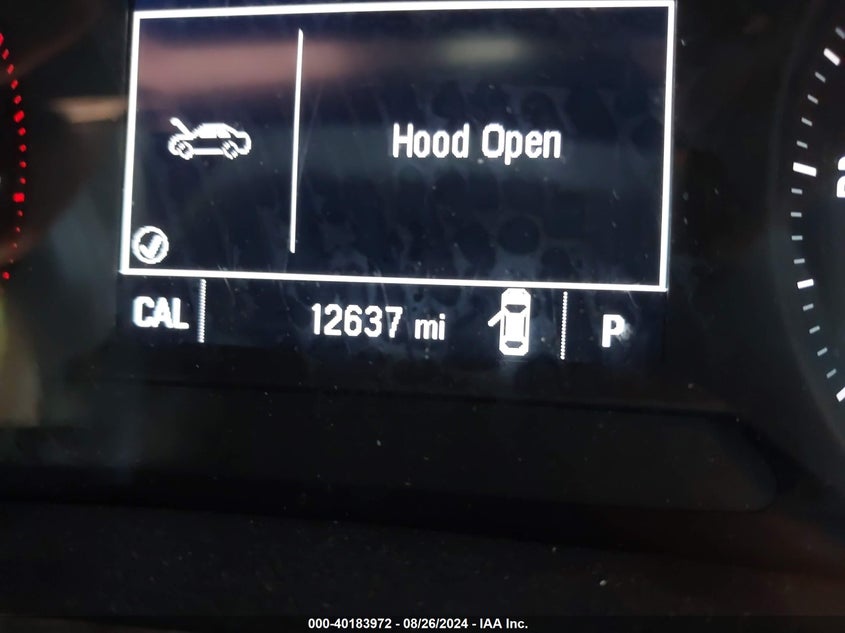 Hood Open
CAL 12637 mi P
000-40183972 - 08/26/2024 - IAA Inc.